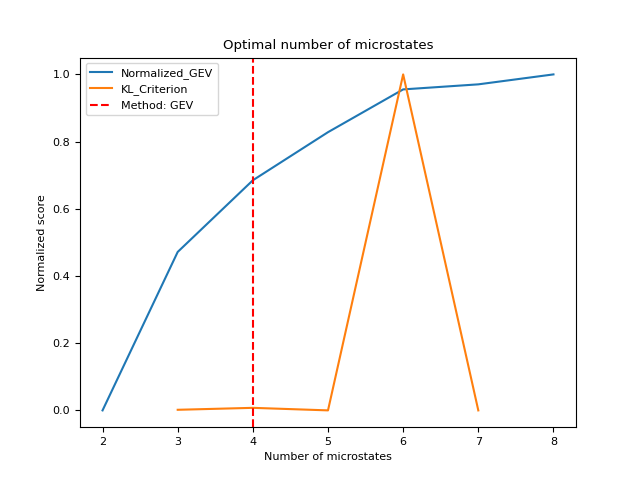 Optimal number of microstates
Normalized_GEV
KL_Criterion
Method: GEV
Normalized score
1.0
0.8
0.6
0.4
0.2
0.0
2 3 4 5 6 7 8
Number of microstates